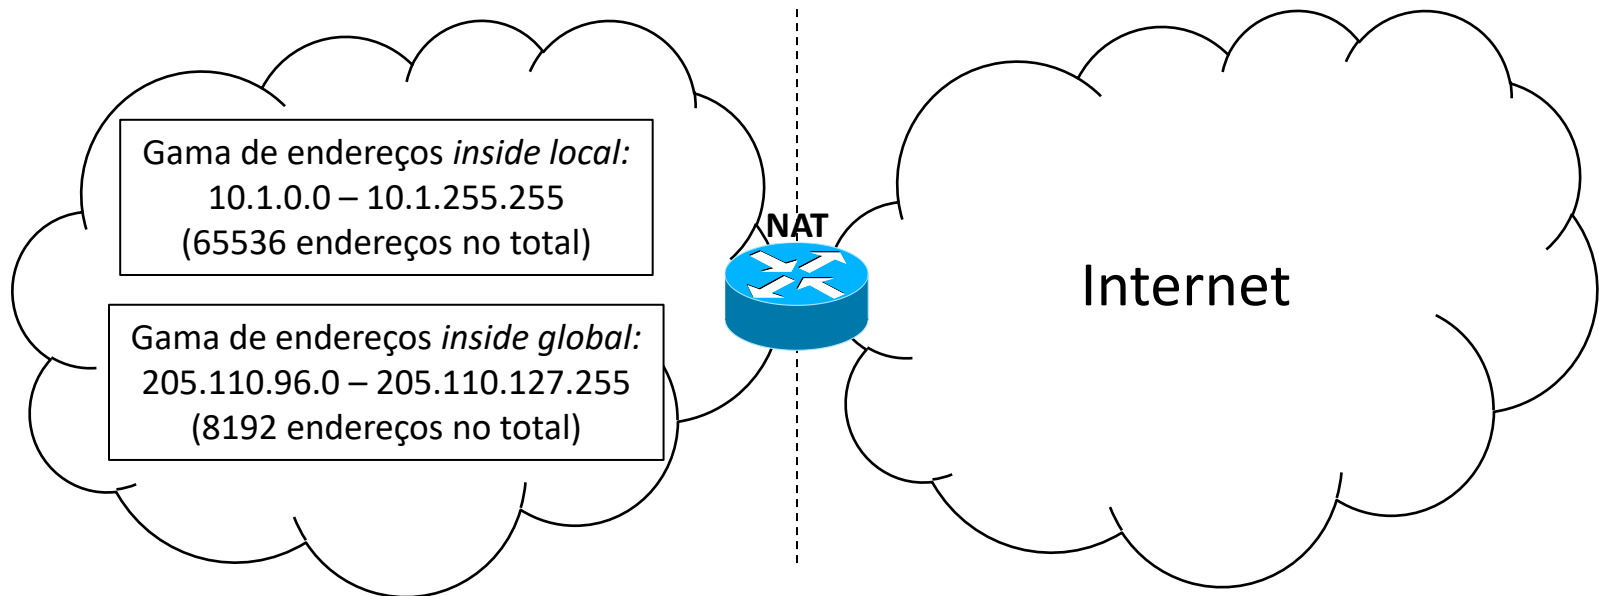 Gama de endereços inside local:
10.1.0.0 – 10.1.255.255
(65536 endereços no total)
Gama de endereços inside global:
205.110.96.0 – 205.110.127.255
(8192 endereços no total)
NAT
Internet